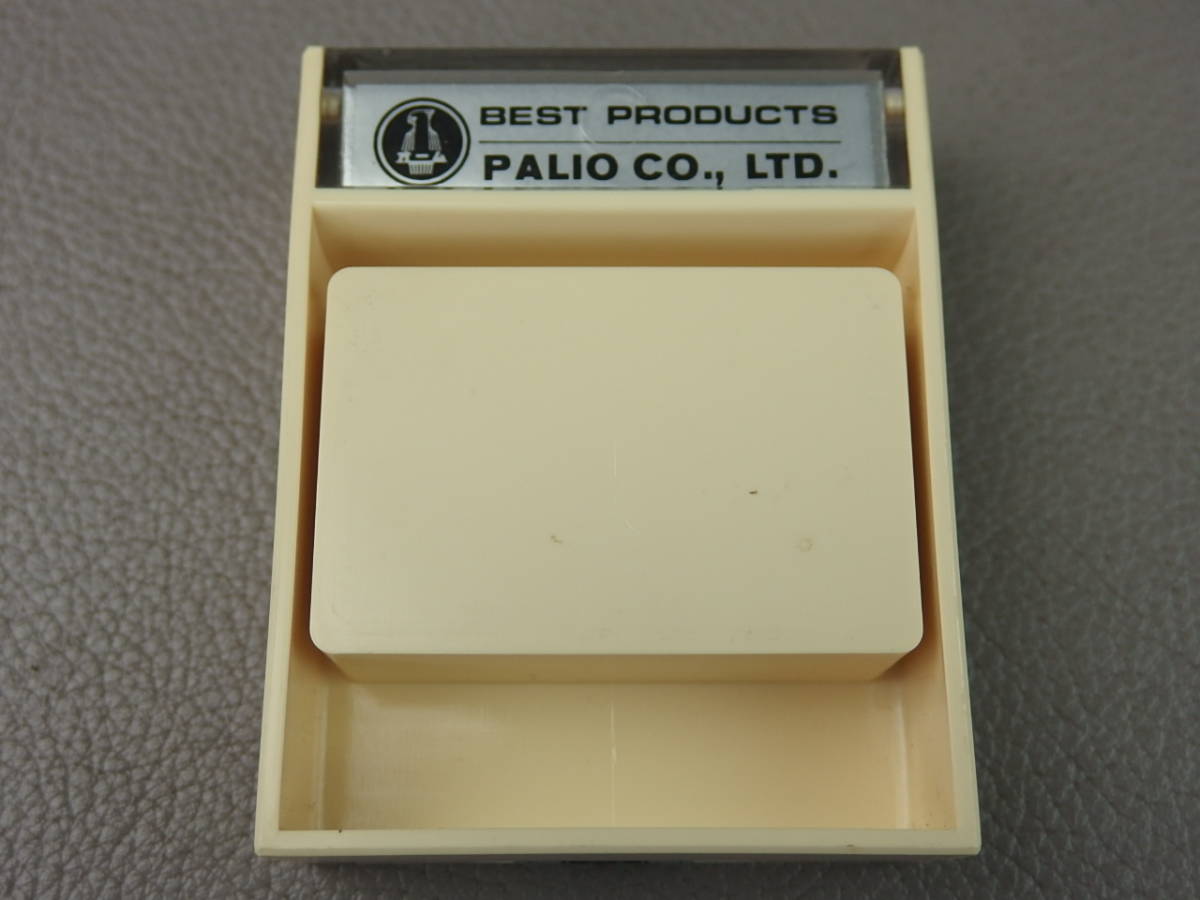 BEST PRODUCTS
PALIO CO., LTD.